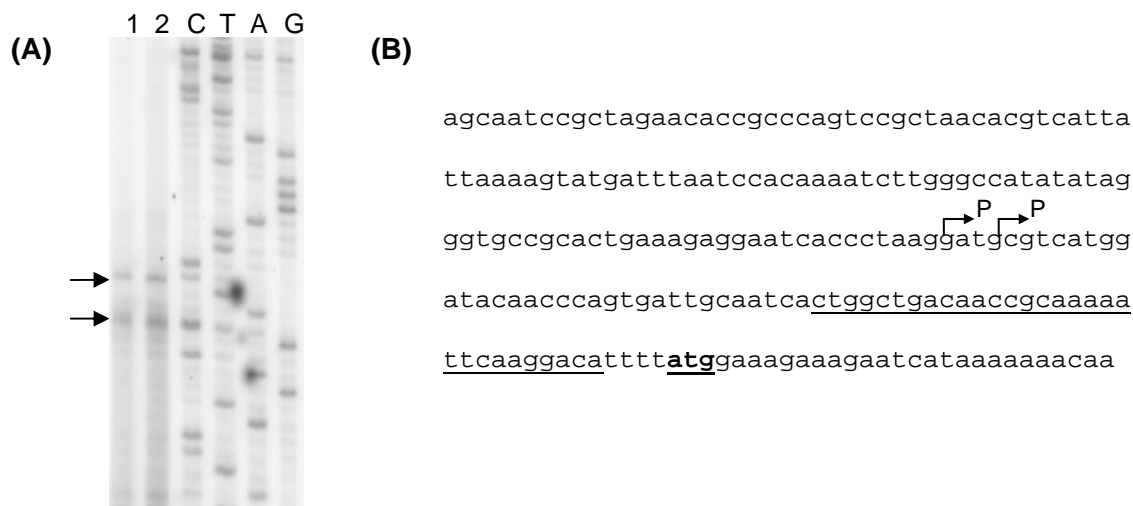 1 2 C T A G
(A)
(B)
agcaatccgctagaacaccgcccagtccgctaacacgtcatta
ttaaaagtatgatttaatccacaaaatcttgggccatatatag
P P
ggtgccgcactgaaagaggaatcaccctaaggatgcgtcatgg
atacaacccagtgattgcaatcactggctgacaaccgcaaaaa
ttcaaggacattttatggaaagaaagaatcataaaaaaacaa